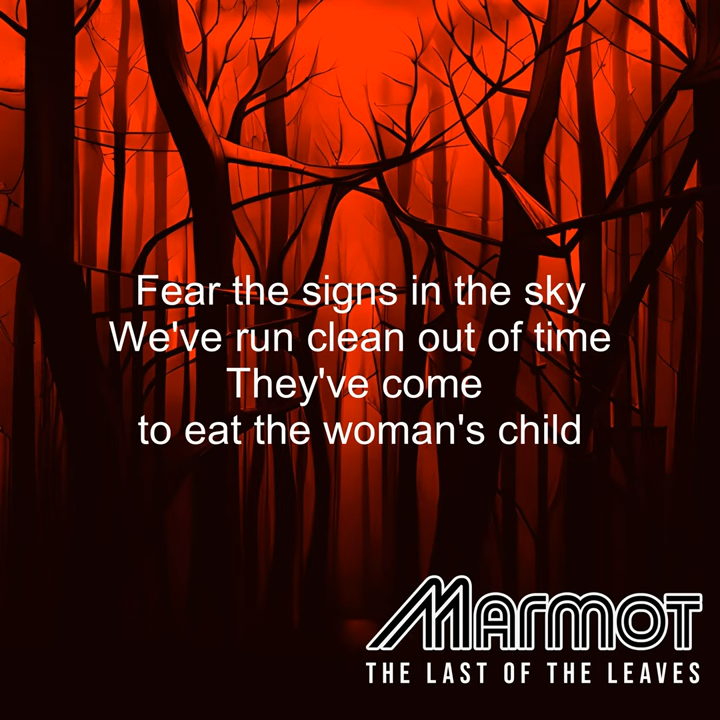 Fear the signs in the sky
We've run clean out of time
They've come
to eat the woman's child
MARMOT
THE LAST OF THE LEAVES